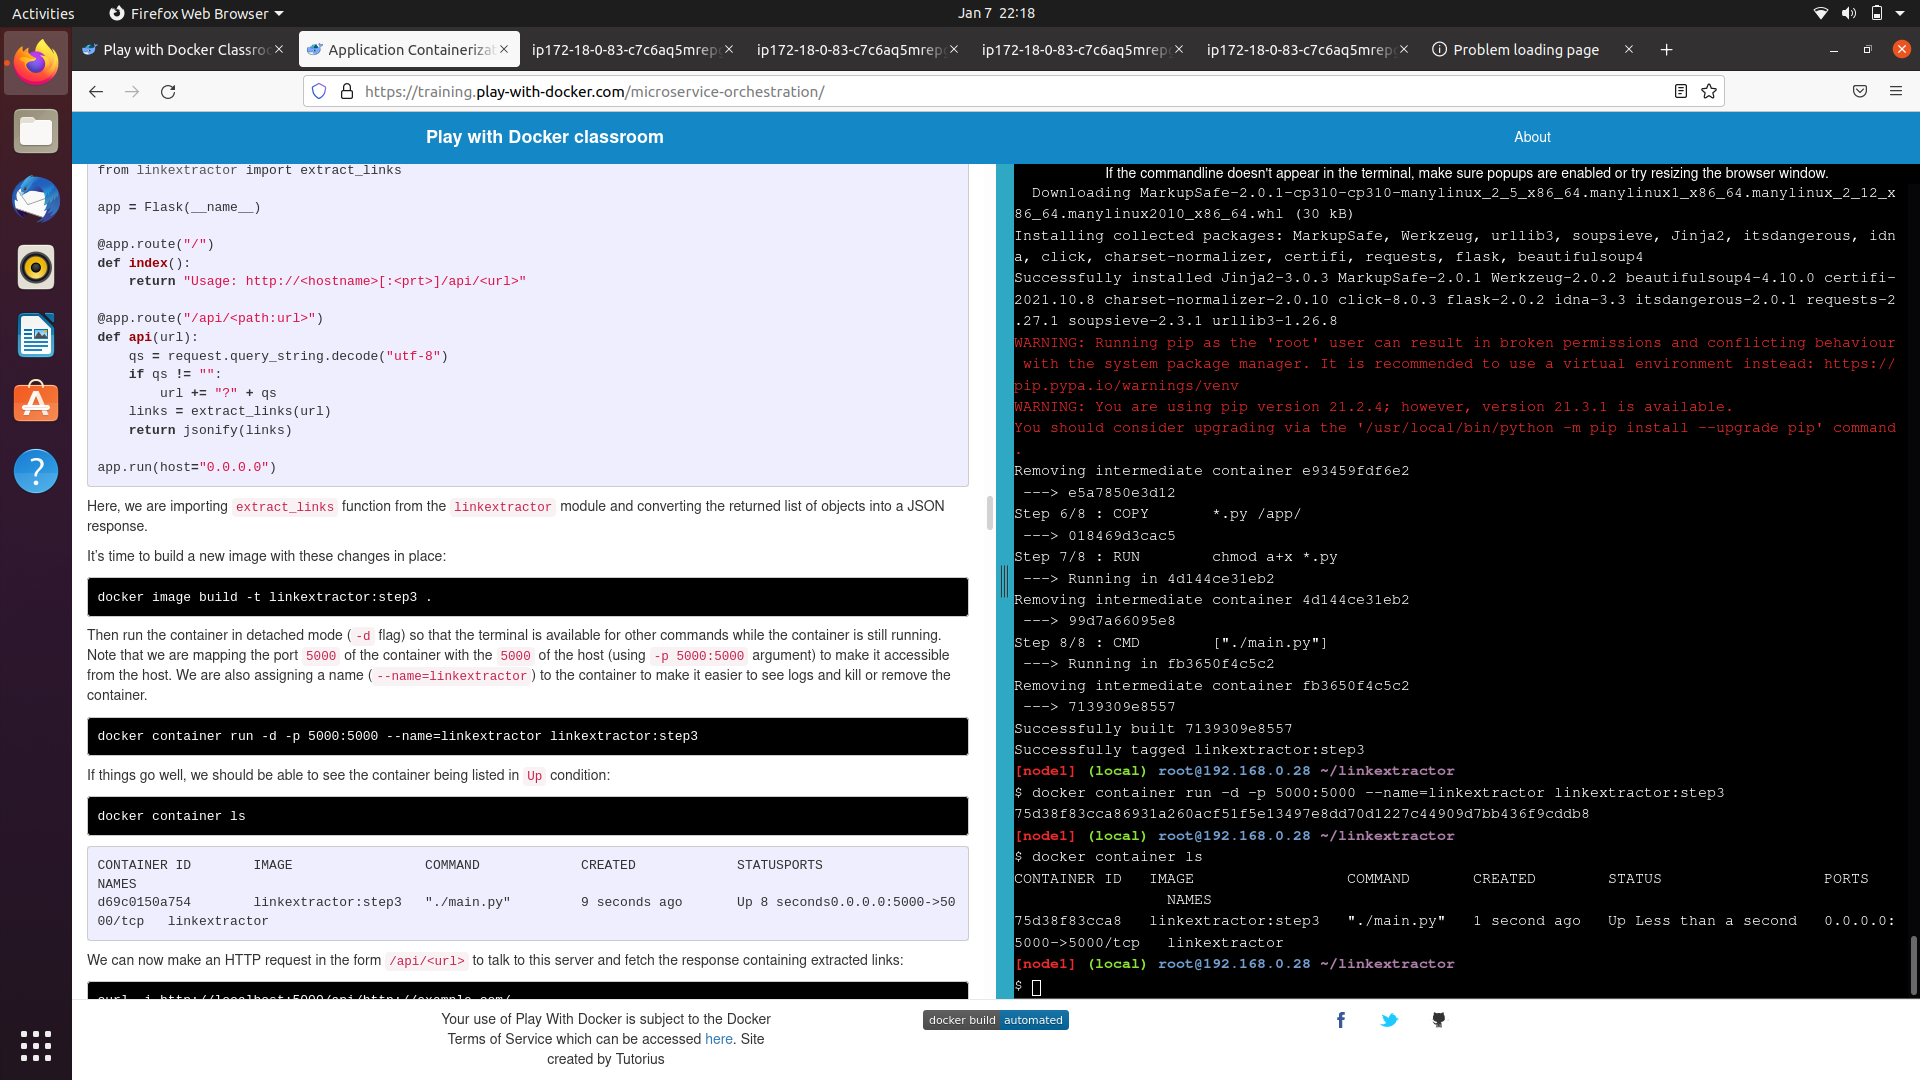 Activities
Firefox Web Browser
Jan 7 22:18
Play with Docker Classro
Application Containerizat
ip172-18-0-83-c7c6aq5mrep
ip172-18-0-83-c7c6aq5mrep
ip172-18-0-83-c7c6aq5mrep
ip172-18-0-83-c7c6aq5mrep
Problem loading page
https://training.play-with-docker.com/microservice-orchestration/
Play with Docker classroom
About
from linkextractor import extract_links
app = Flask(__name__)
@app.route("/")
def index():
    return "Usage: http://<hostname>[:<prt>]/api/<url>"
@app.route("/api/<path:url>")
def api(url):
    qs = request.query_string.decode("utf-8")
    if qs != "":
        url += "?" + qs
    links = extract_links(url)
    return jsonify(links)
app.run(host="0.0.0.0")
Here, we are importing extract_links function from the linkextractor module and converting the returned list of objects into a JSON
response.
It's time to build a new image with these changes in place:
docker image build -t linkextractor:step3 .
Then run the container in detached mode ( -d flag) so that the terminal is available for other commands while the container is still running.
Note that we are mapping the port 5000 of the container with the 5000 of the host (using -p 5000:5000 argument) to make it accessible
from the host. We are also assigning a name ( --name=linkextractor ) to the container to make it easier to see logs and kill or remove the
container.
docker container run -d -p 5000:5000 --name=linkextractor linkextractor:step3
If things go well, we should be able to see the container being listed in Up condition:
docker container ls
CONTAINER ID        IMAGE                 COMMAND             CREATED             STATUSPORTS
NAMES
d69c0150a754        linkextractor:step3   "./main.py"         9 seconds ago       Up 8 seconds0.0.0.0:5000->50
00/tcp   linkextractor
We can now make an HTTP request in the form /api/<url> to talk to this server and fetch the response containing extracted links:
curl -i http://localhost:5000/api/http://example.com/
If the commandline doesn't appear in the terminal, make sure popups are enabled or try resizing the browser window.
  Downloading MarkupSafe-2.0.1-cp310-cp310-manylinux_2_5_x86_64.manylinux1_x86_64.manylinux_2_12_x
86_64.manylinux2010_x86_64.whl (30 kB)
Installing collected packages: MarkupSafe, Werkzeug, urllib3, soupsieve, Jinja2, itsdangerous, idn
a, click, charset-normalizer, certifi, requests, flask, beautifulsoup4
Successfully installed Jinja2-3.0.3 MarkupSafe-2.0.1 Werkzeug-2.0.2 beautifulsoup4-4.10.0 certifi-
2021.10.8 charset-normalizer-2.0.10 click-8.0.3 flask-2.0.2 idna-3.3 itsdangerous-2.0.1 requests-2
.27.1 soupsieve-2.3.1 urllib3-1.26.8
WARNING: Running pip as the 'root' user can result in broken permissions and conflicting behaviour
 with the system package manager. It is recommended to use a virtual environment instead: https://
pip.pypa.io/warnings/venv
WARNING: You are using pip version 21.2.4; however, version 21.3.1 is available.
You should consider upgrading via the '/usr/local/bin/python -m pip install --upgrade pip' command
.
Removing intermediate container e93459fdf6e2
 ---> e5a7850e3d12
Step 6/8 : COPY        *.py /app/
 ---> 018469d3cac5
Step 7/8 : RUN        chmod a+x *.py
 ---> Running in 4d144ce31eb2
Removing intermediate container 4d144ce31eb2
 ---> 99d7a66095e8
Step 8/8 : CMD        ["./main.py"]
 ---> Running in fb3650f4c5c2
Removing intermediate container fb3650f4c5c2
 ---> 7139309e8557
Successfully built 7139309e8557
Successfully tagged linkextractor:step3
[node1] (local) root@192.168.0.28 ~/linkextractor
$ docker container run -d -p 5000:5000 --name=linkextractor linkextractor:step3
75d38f83cca86931a260acf51f5e13497e8dd70d1227c44909d7bb436f9cddb8
[node1] (local) root@192.168.0.28 ~/linkextractor
$ docker container ls
CONTAINER ID   IMAGE                 COMMAND       CREATED        STATUS                  PORTS
                 NAMES
75d38f83cca8   linkextractor:step3   "./main.py"   1 second ago   Up Less than a second   0.0.0.0:
5000->5000/tcp   linkextractor
[node1] (local) root@192.168.0.28 ~/linkextractor
$
Your use of Play With Docker is subject to the Docker
Terms of Service which can be accessed here. Site
created by Tutorius
docker build automated